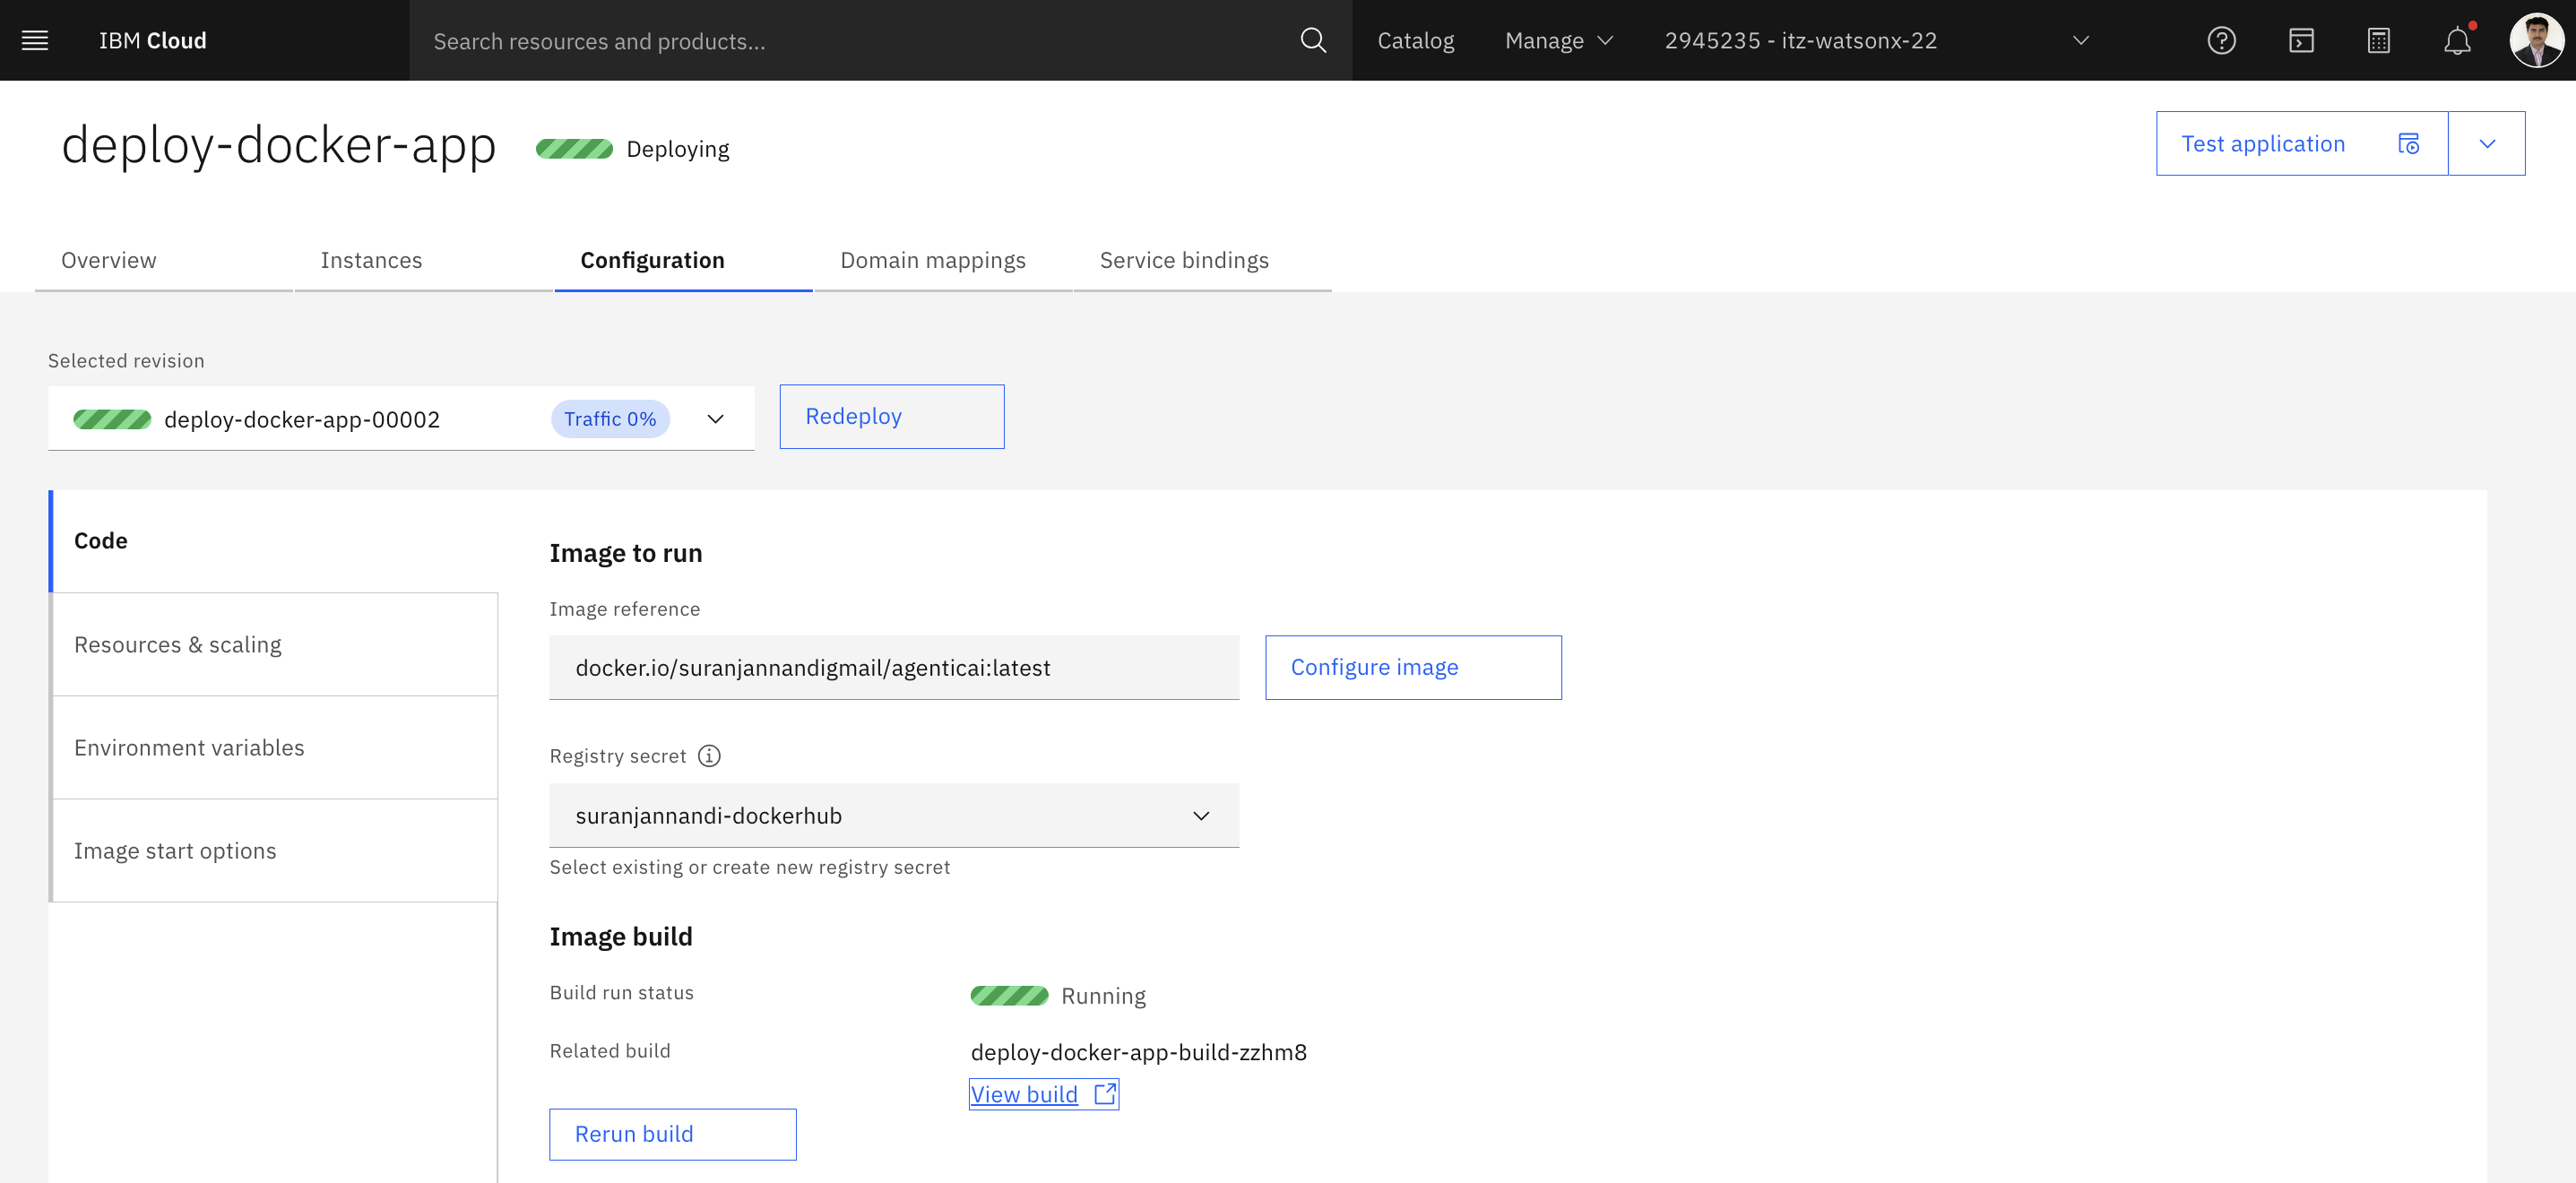 IBM Cloud
Search resources and products...
Catalog
Manage
2945235 - itz-watsonx-22
deploy-docker-app
Deploying
Test application
Overview
Instances
Configuration
Domain mappings
Service bindings
Selected revision
deploy-docker-app-00002
Traffic 0%
Redeploy
Code
Resources & scaling
Environment variables
Image start options
Image to run
Image reference
docker.io/suranjannandigmail/agenticai:latest
Configure image
Registry secret
suranjannandi-dockerhub
Select existing or create new registry secret
Image build
Build run status
Running
Related build
deploy-docker-app-build-zzhm8
View build
Rerun build